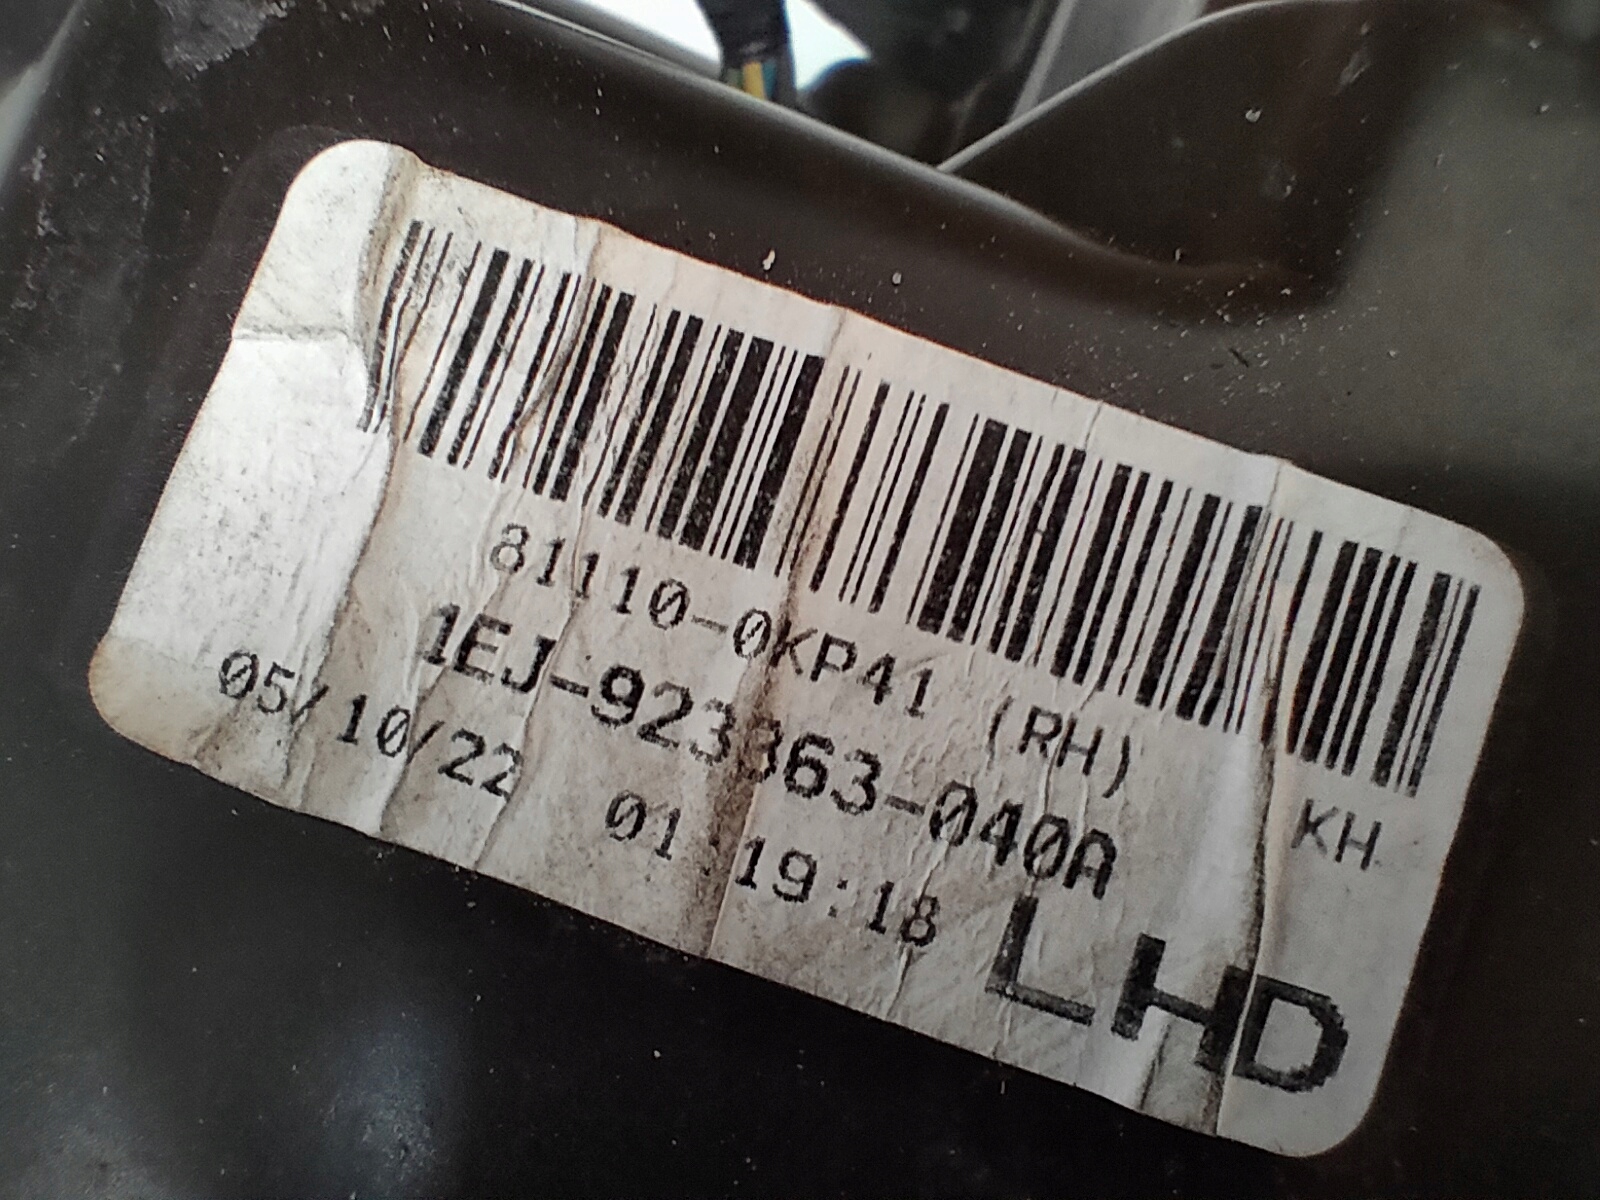 81110-0KP41 (RH) KH
1EJ-923363-040A
05/10/22 01:19:18
LHD